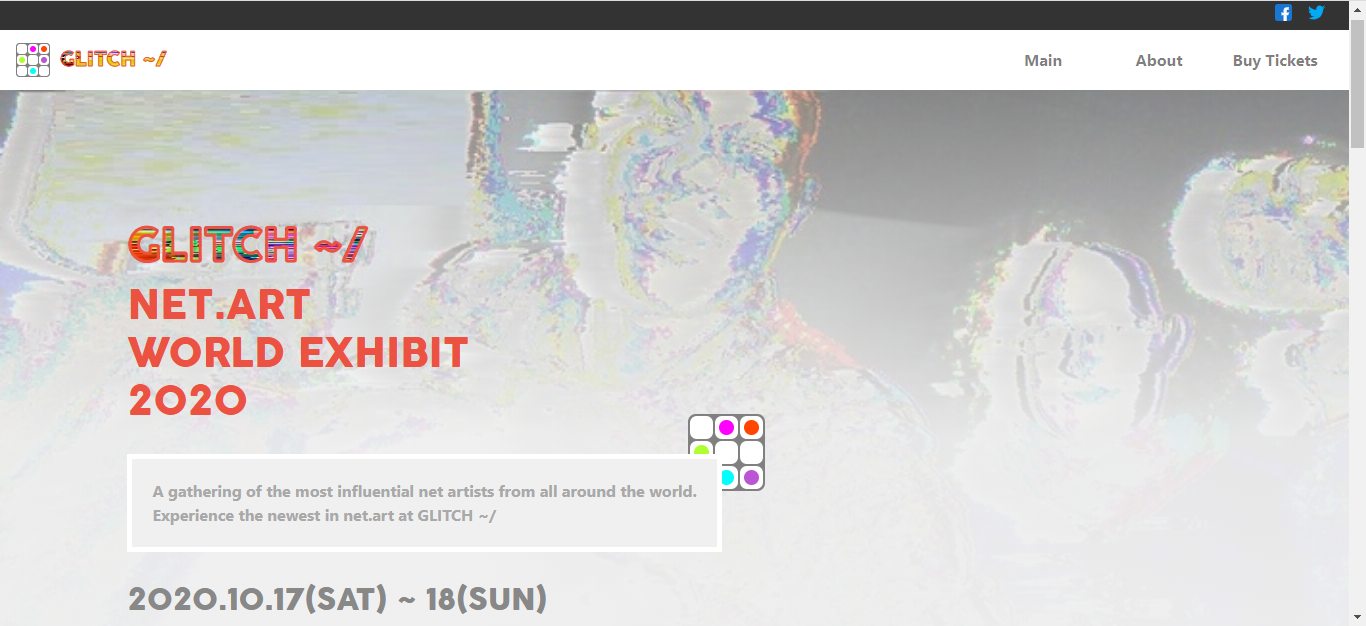 GLITCH ~/
Main
About
Buy Tickets
GLITCH ~/
NET.ART
WORLD EXHIBIT
2020
A gathering of the most influential net artists from all around the world.
Experience the newest in net.art at GLITCH ~/
2020.10.17(SAT) ~ 18(SUN)